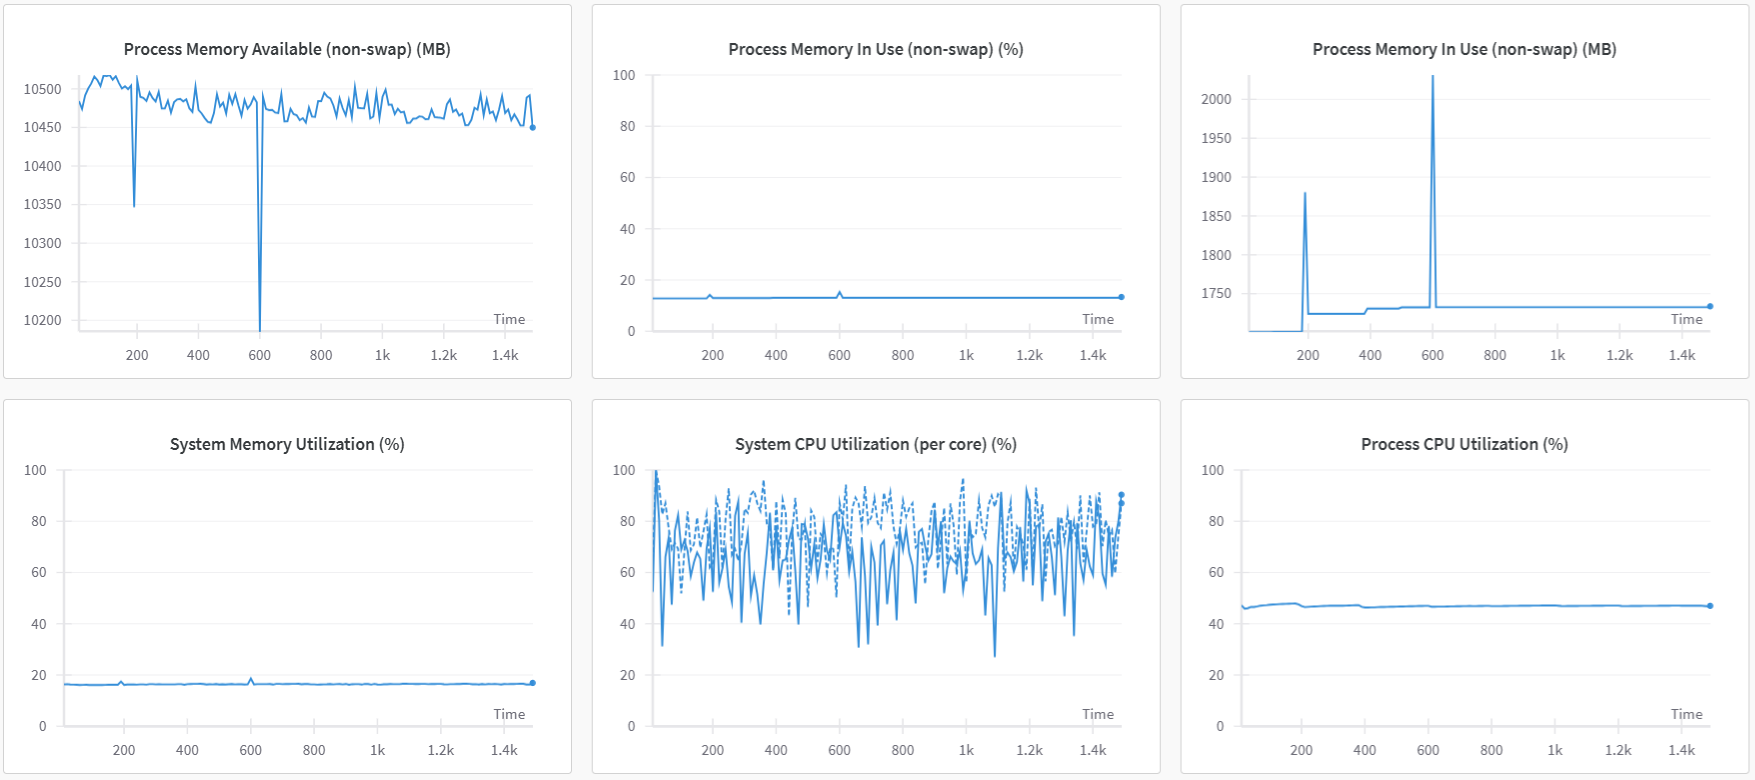 Process Memory Available (non-swap) (MB)
10500
10450
10400
10350
10300
10250
10200
Time
200 400 600 800 1k 1.2k 1.4k
Process Memory In Use (non-swap) (%)
100
80
60
40
20
0
Time
200 400 600 800 1k 1.2k 1.4k
Process Memory In Use (non-swap) (MB)
2000
1950
1900
1850
1800
1750
Time
200 400 600 800 1k 1.2k 1.4k
System Memory Utilization (%)
100
80
60
40
20
0
Time
200 400 600 800 1k 1.2k 1.4k
System CPU Utilization (per core) (%)
100
80
60
40
20
0
Time
200 400 600 800 1k 1.2k 1.4k
Process CPU Utilization (%)
100
80
60
40
20
0
Time
200 400 600 800 1k 1.2k 1.4k